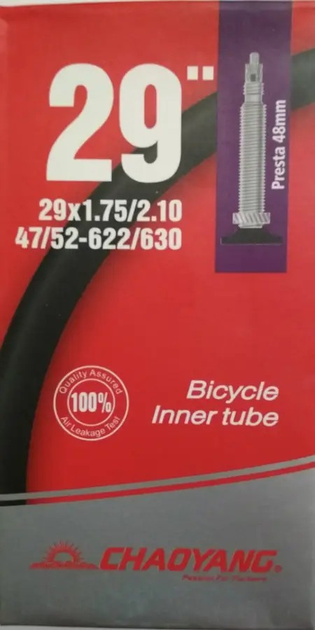 29"
Presta 48mm
29x1.75/2.10
47/52-622/630
Quality Assured
100%
Air Leakage Test
Bicycle
Inner tube
CHAOYANG®